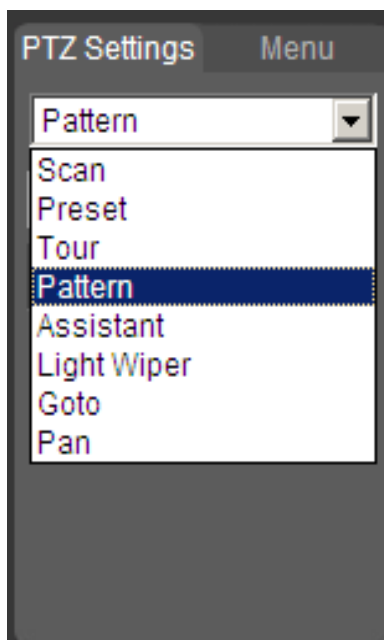 PTZ Settings Menu
Pattern
Scan
Preset
Tour
Pattern
Assistant
Light Wiper
Goto
Pan